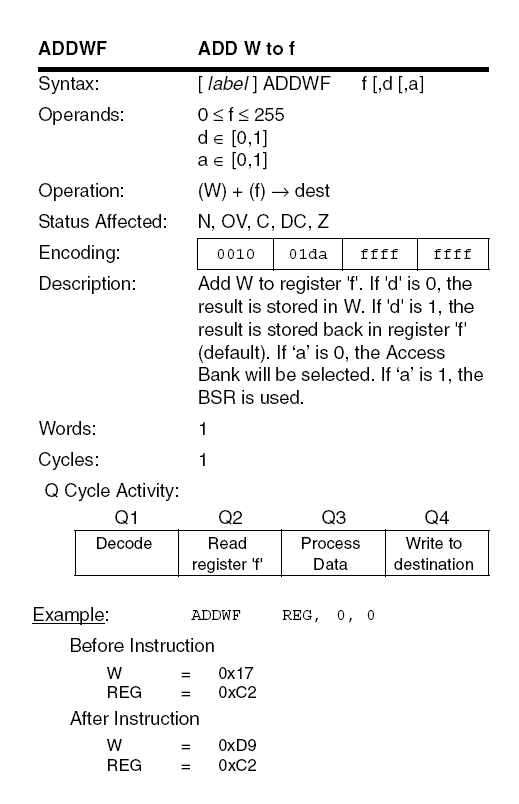 ADDWF ADD W to f
Syntax: [ label ] ADDWF f [,d [,a]
Operands: 0 ≤ f ≤ 255
d ∈ [0,1]
a ∈ [0,1]
Operation: (W) + (f) → dest
Status Affected: N, OV, C, DC, Z
Encoding: 0010 01da ffff ffff
Description: Add W to register 'f'. If 'd' is 0, the
result is stored in W. If 'd' is 1, the
result is stored back in register 'f'
(default). If ‘a’ is 0, the Access
Bank will be selected. If ‘a’ is 1, the
BSR is used.
Words: 1
Cycles: 1
Q Cycle Activity:
Q1 Q2 Q3 Q4
Decode Read Process Write to
register 'f' Data destination
Example: ADDWF REG, 0, 0
Before Instruction
W = 0x17
REG = 0xC2
After Instruction
W = 0xD9
REG = 0xC2